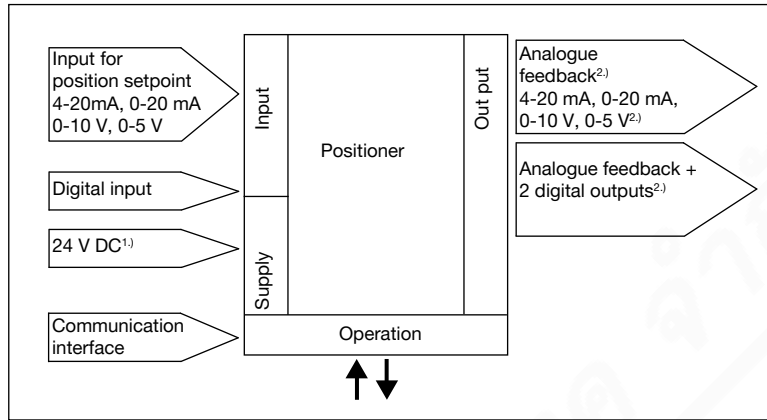 Input for
position setpoint
4-20mA, 0-20 mA
0-10 V, 0-5 V
Digital input
24 V DC1.)
Communication
interface
Input
Supply
Positioner
Out put
Operation
Analogue
feedback2.)
4-20 mA, 0-20 mA,
0-10 V, 0-5 V2.)
Analogue feedback +
2 digital outputs2.)